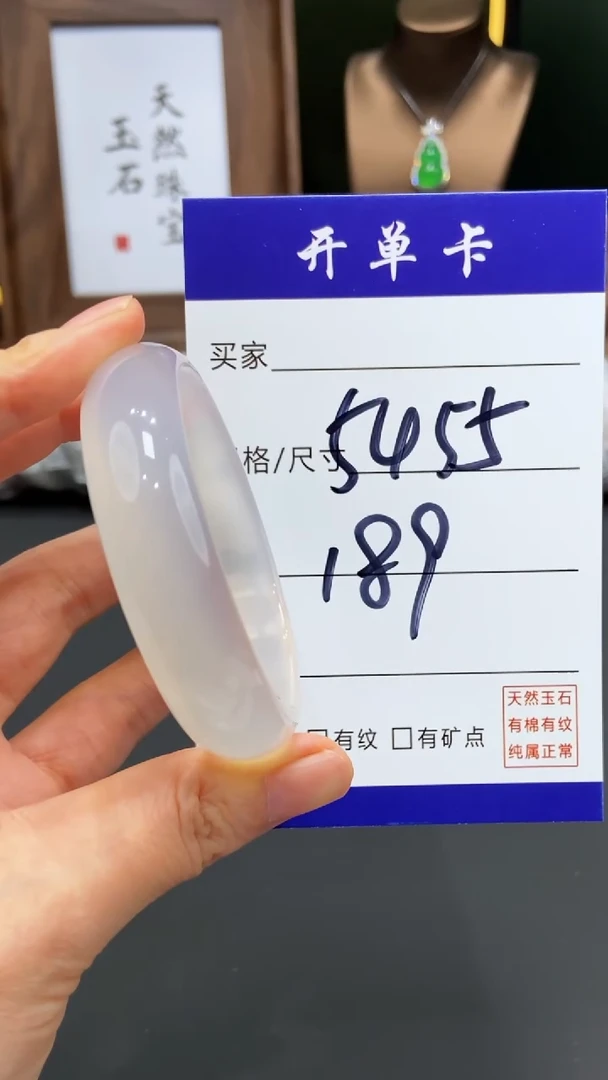 天然珠宝
玉石
开单卡
买家
格/尺寸
5455
189
有纹 有矿点
天然玉石
有棉有纹
纯属正常